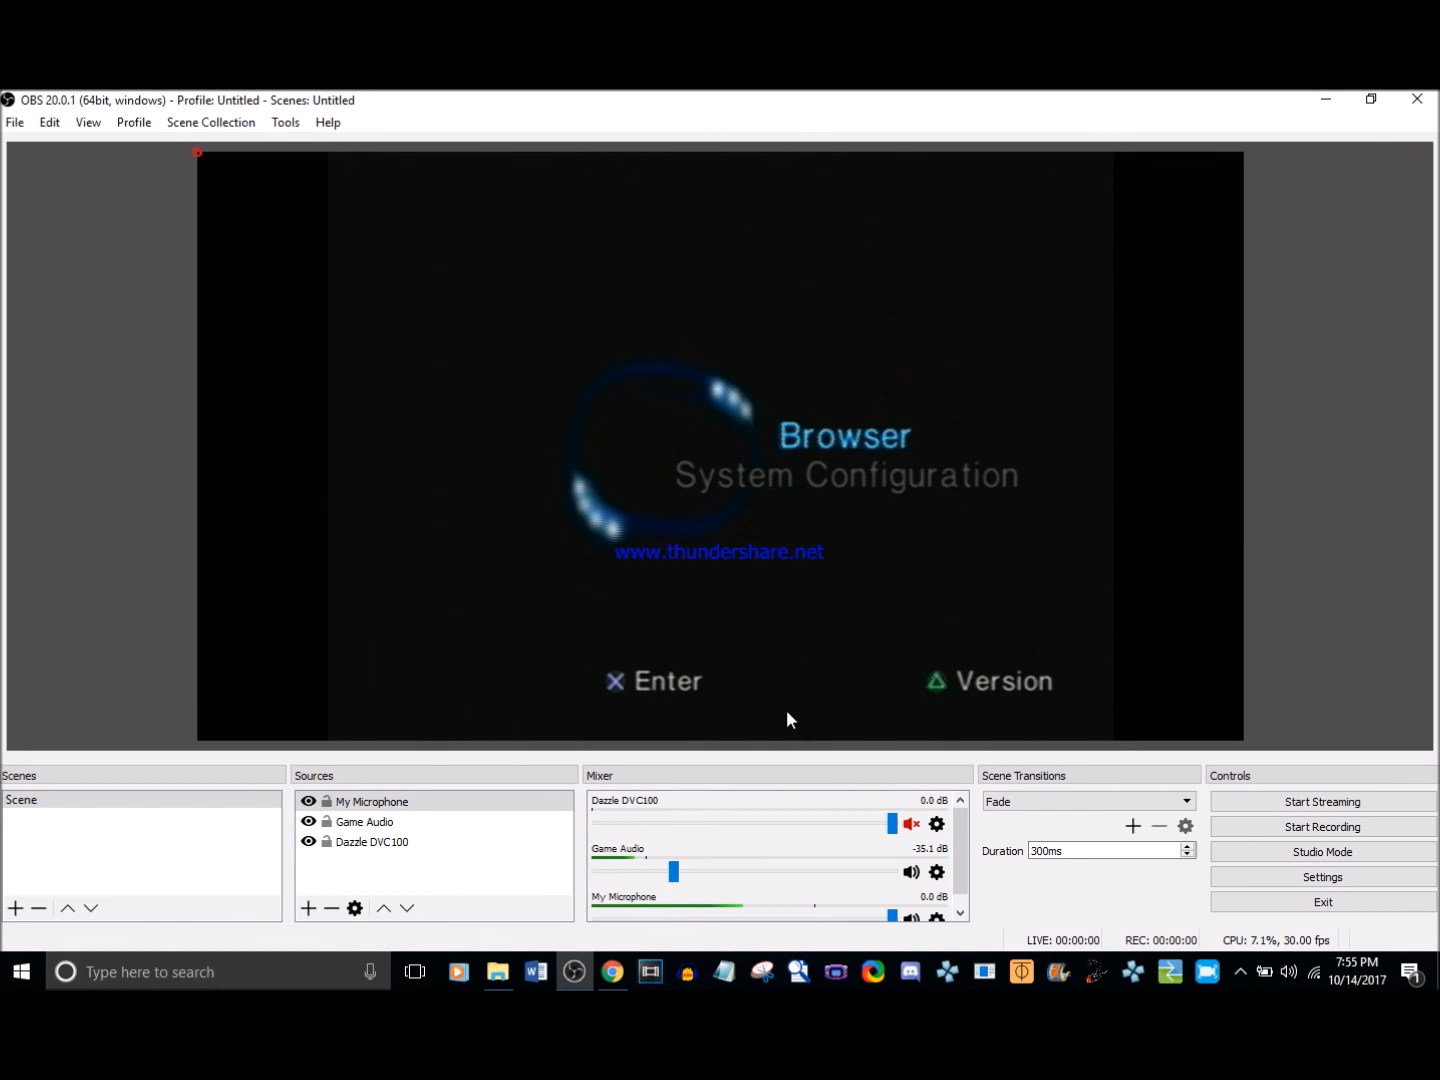 OBS 20.0.1 (64bit, windows) - Profile: Untitled - Scenes: Untitled
File Edit View Profile Scene Collection Tools Help
Browser
System Configuration
www.thundershare.net
Enter Version
Scenes
Scene
Sources
My Microphone
Game Audio
Dazzle DVC100
Mixer
Dazzle DVC100 0.0 dB
Game Audio -35.1 dB
My Microphone 0.0 dB
Scene Transitions
Fade
Duration 300ms
Controls
Start Streaming
Start Recording
Studio Mode
Settings
Exit
LIVE: 00:00:00 REC: 00:00:00 CPU: 7.1%, 30.00 fps
Type here to search
7:55 PM
10/14/2017
1